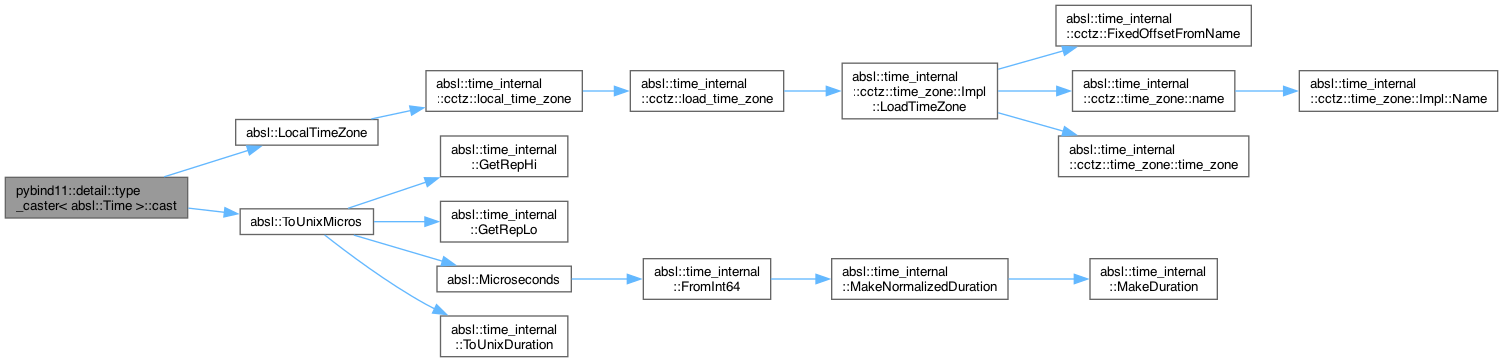 pybind11::detail::type
_caster< absl::Time >::cast
absl::LocalTimeZone
absl::time_internal
::cctz::local_time_zone
absl::time_internal
::cctz::load_time_zone
absl::time_internal
::cctz::time_zone::Impl
::LoadTimeZone
absl::time_internal
::cctz::FixedOffsetFromName
absl::time_internal
::cctz::time_zone::name
absl::time_internal
::cctz::time_zone::Impl::Name
absl::time_internal
::cctz::time_zone::time_zone
absl::ToUnixMicros
absl::time_internal
::GetRepHi
absl::time_internal
::GetRepLo
absl::Microseconds
absl::time_internal
::FromInt64
absl::time_internal
::MakeNormalizedDuration
absl::time_internal
::MakeDuration
absl::time_internal
::ToUnixDuration